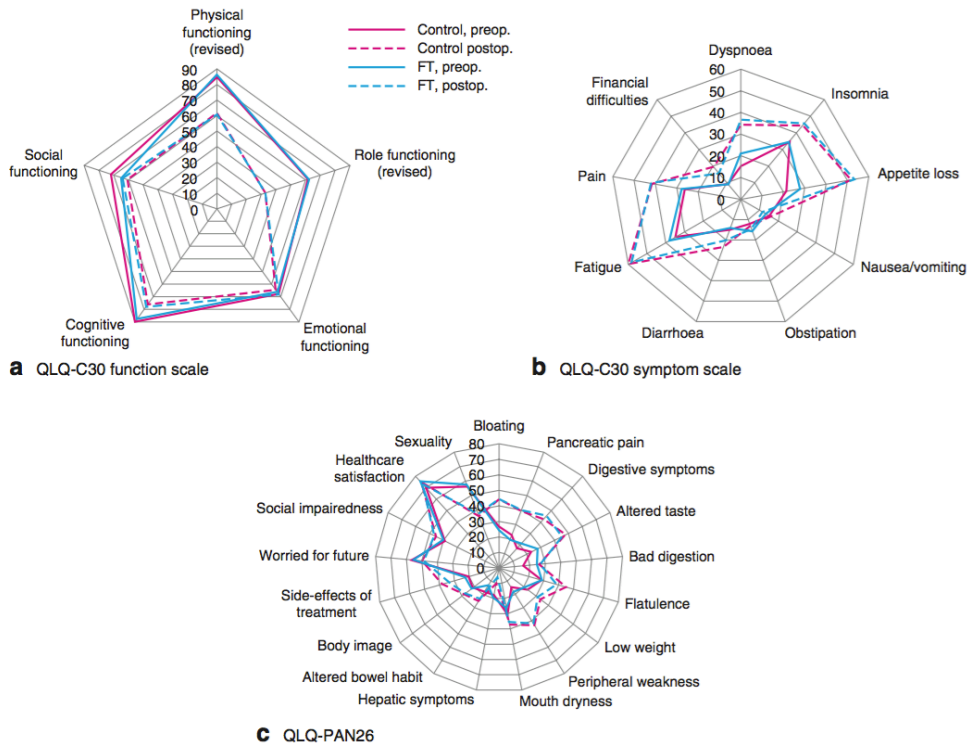 Physical
functioning
(revised)
Control, preop.
Control postop.
FT, preop.
FT, postop.
90
80
70
60
50
40
30
20
10
0
Social
functioning
Role functioning
(revised)
Cognitive
functioning
Emotional
functioning
a QLQ-C30 function scale
Dyspnoea
60
50
40
30
20
10
0
Financial
difficulties
Insomnia
Pain
Appetite loss
Fatigue
Nausea/vomiting
Diarrhoea
Obstipation
b QLQ-C30 symptom scale
Bloating
80
70
60
50
40
30
20
10
0
Sexuality
Pancreatic pain
Healthcare
satisfaction
Digestive symptoms
Social impairedness
Altered taste
Worried for future
Bad digestion
Side-effects of
treatment
Flatulence
Body image
Low weight
Altered bowel habit
Peripheral weakness
Hepatic symptoms
Mouth dryness
c QLQ-PAN26